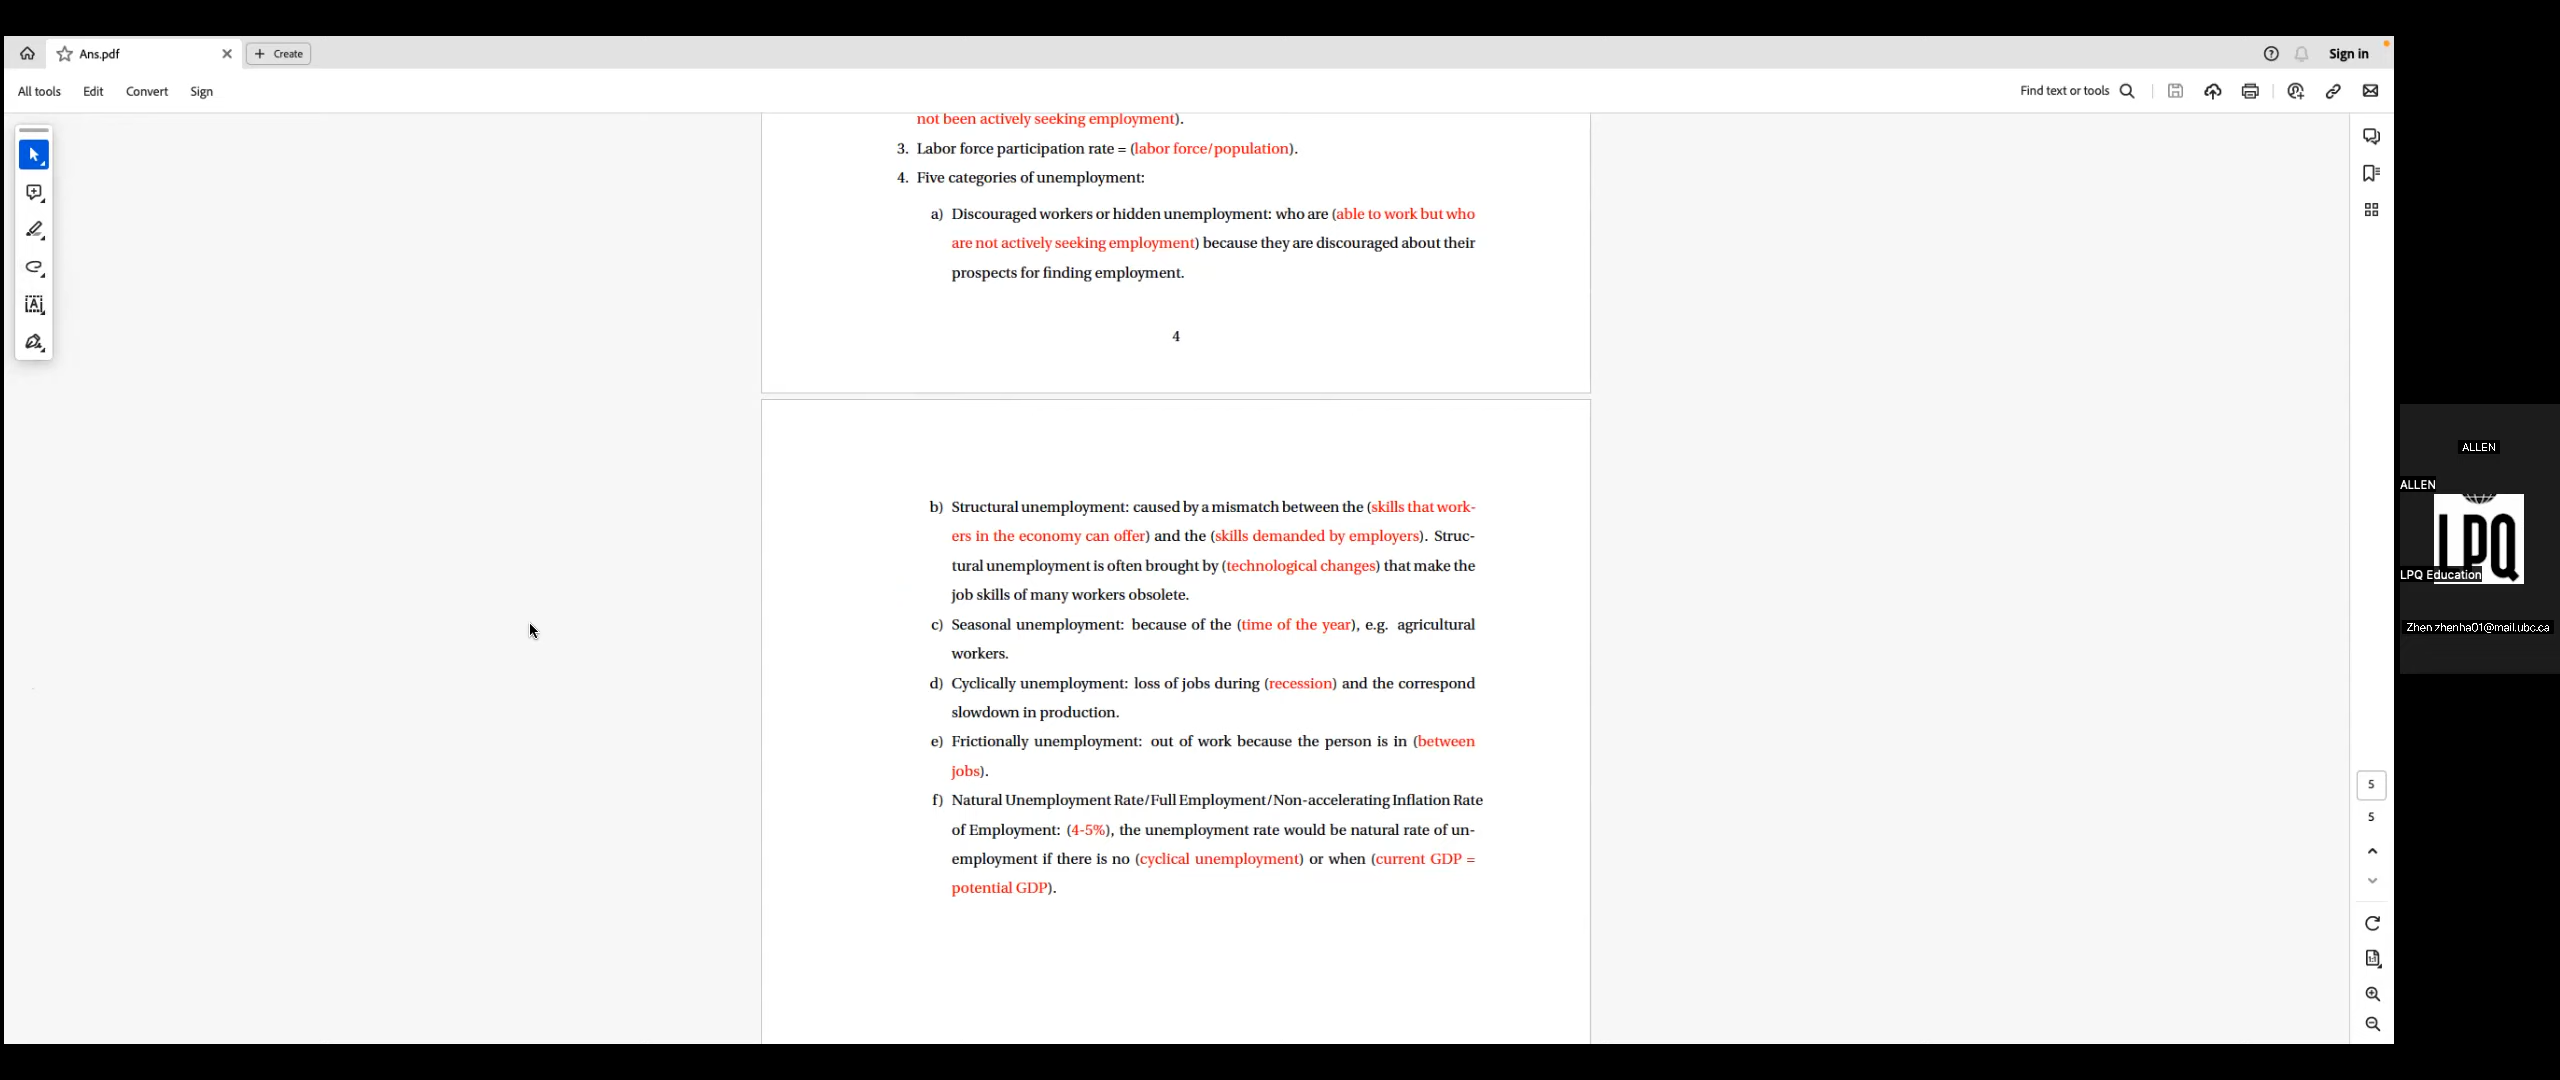 Ans.pdf
Create
Sign in
All tools Edit Convert Sign
Find text or tools
not been actively seeking employment).
3. Labor force participation rate = (labor force/population).
4. Five categories of unemployment:
a) Discouraged workers or hidden unemployment: who are (able to work but who
are not actively seeking employment) because they are discouraged about their
prospects for finding employment.
4
b) Structural unemployment: caused by a mismatch between the (skills that work-
ers in the economy can offer) and the (skills demanded by employers). Struc-
tural unemployment is often brought by (technological changes) that make the
job skills of many workers obsolete.
c) Seasonal unemployment: because of the (time of the year), e.g. agricultural
workers.
d) Cyclically unemployment: loss of jobs during (recession) and the correspond
slowdown in production.
e) Frictionally unemployment: out of work because the person is in (between
jobs).
f) Natural Unemployment Rate/Full Employment/Non-accelerating Inflation Rate
of Employment: (4-5%), the unemployment rate would be natural rate of un-
employment if there is no (cyclical unemployment) or when (current GDP =
potential GDP).
5
5
ALLEN
ALLEN
LPQ
LPQ Education
Zhen zhenha01@mail.ubc.ca